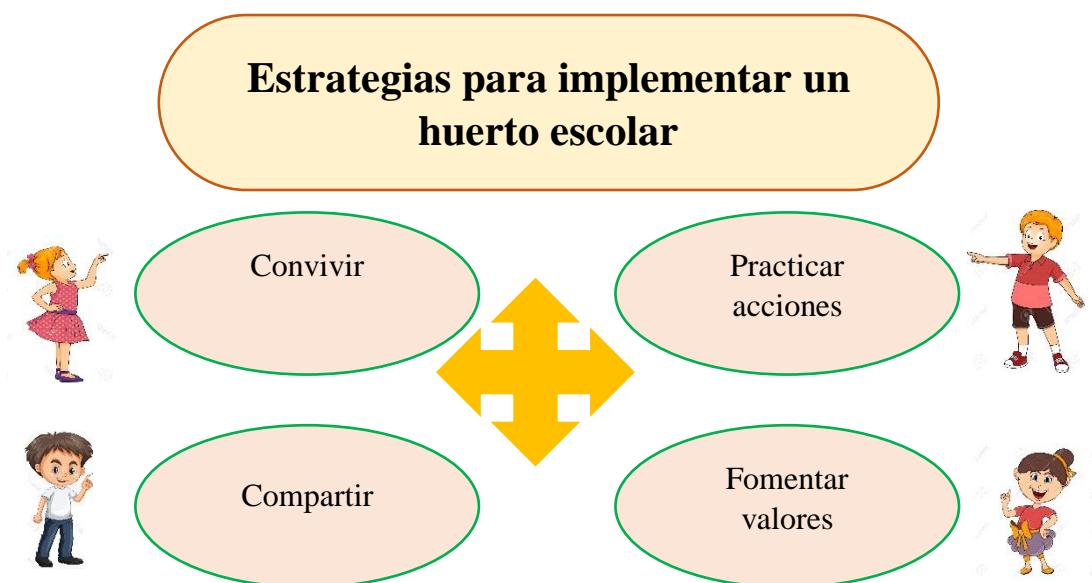 Estrategias para implementar un
huerto escolar
Convivir
Practicar
acciones
Compartir
Fomentar
valores